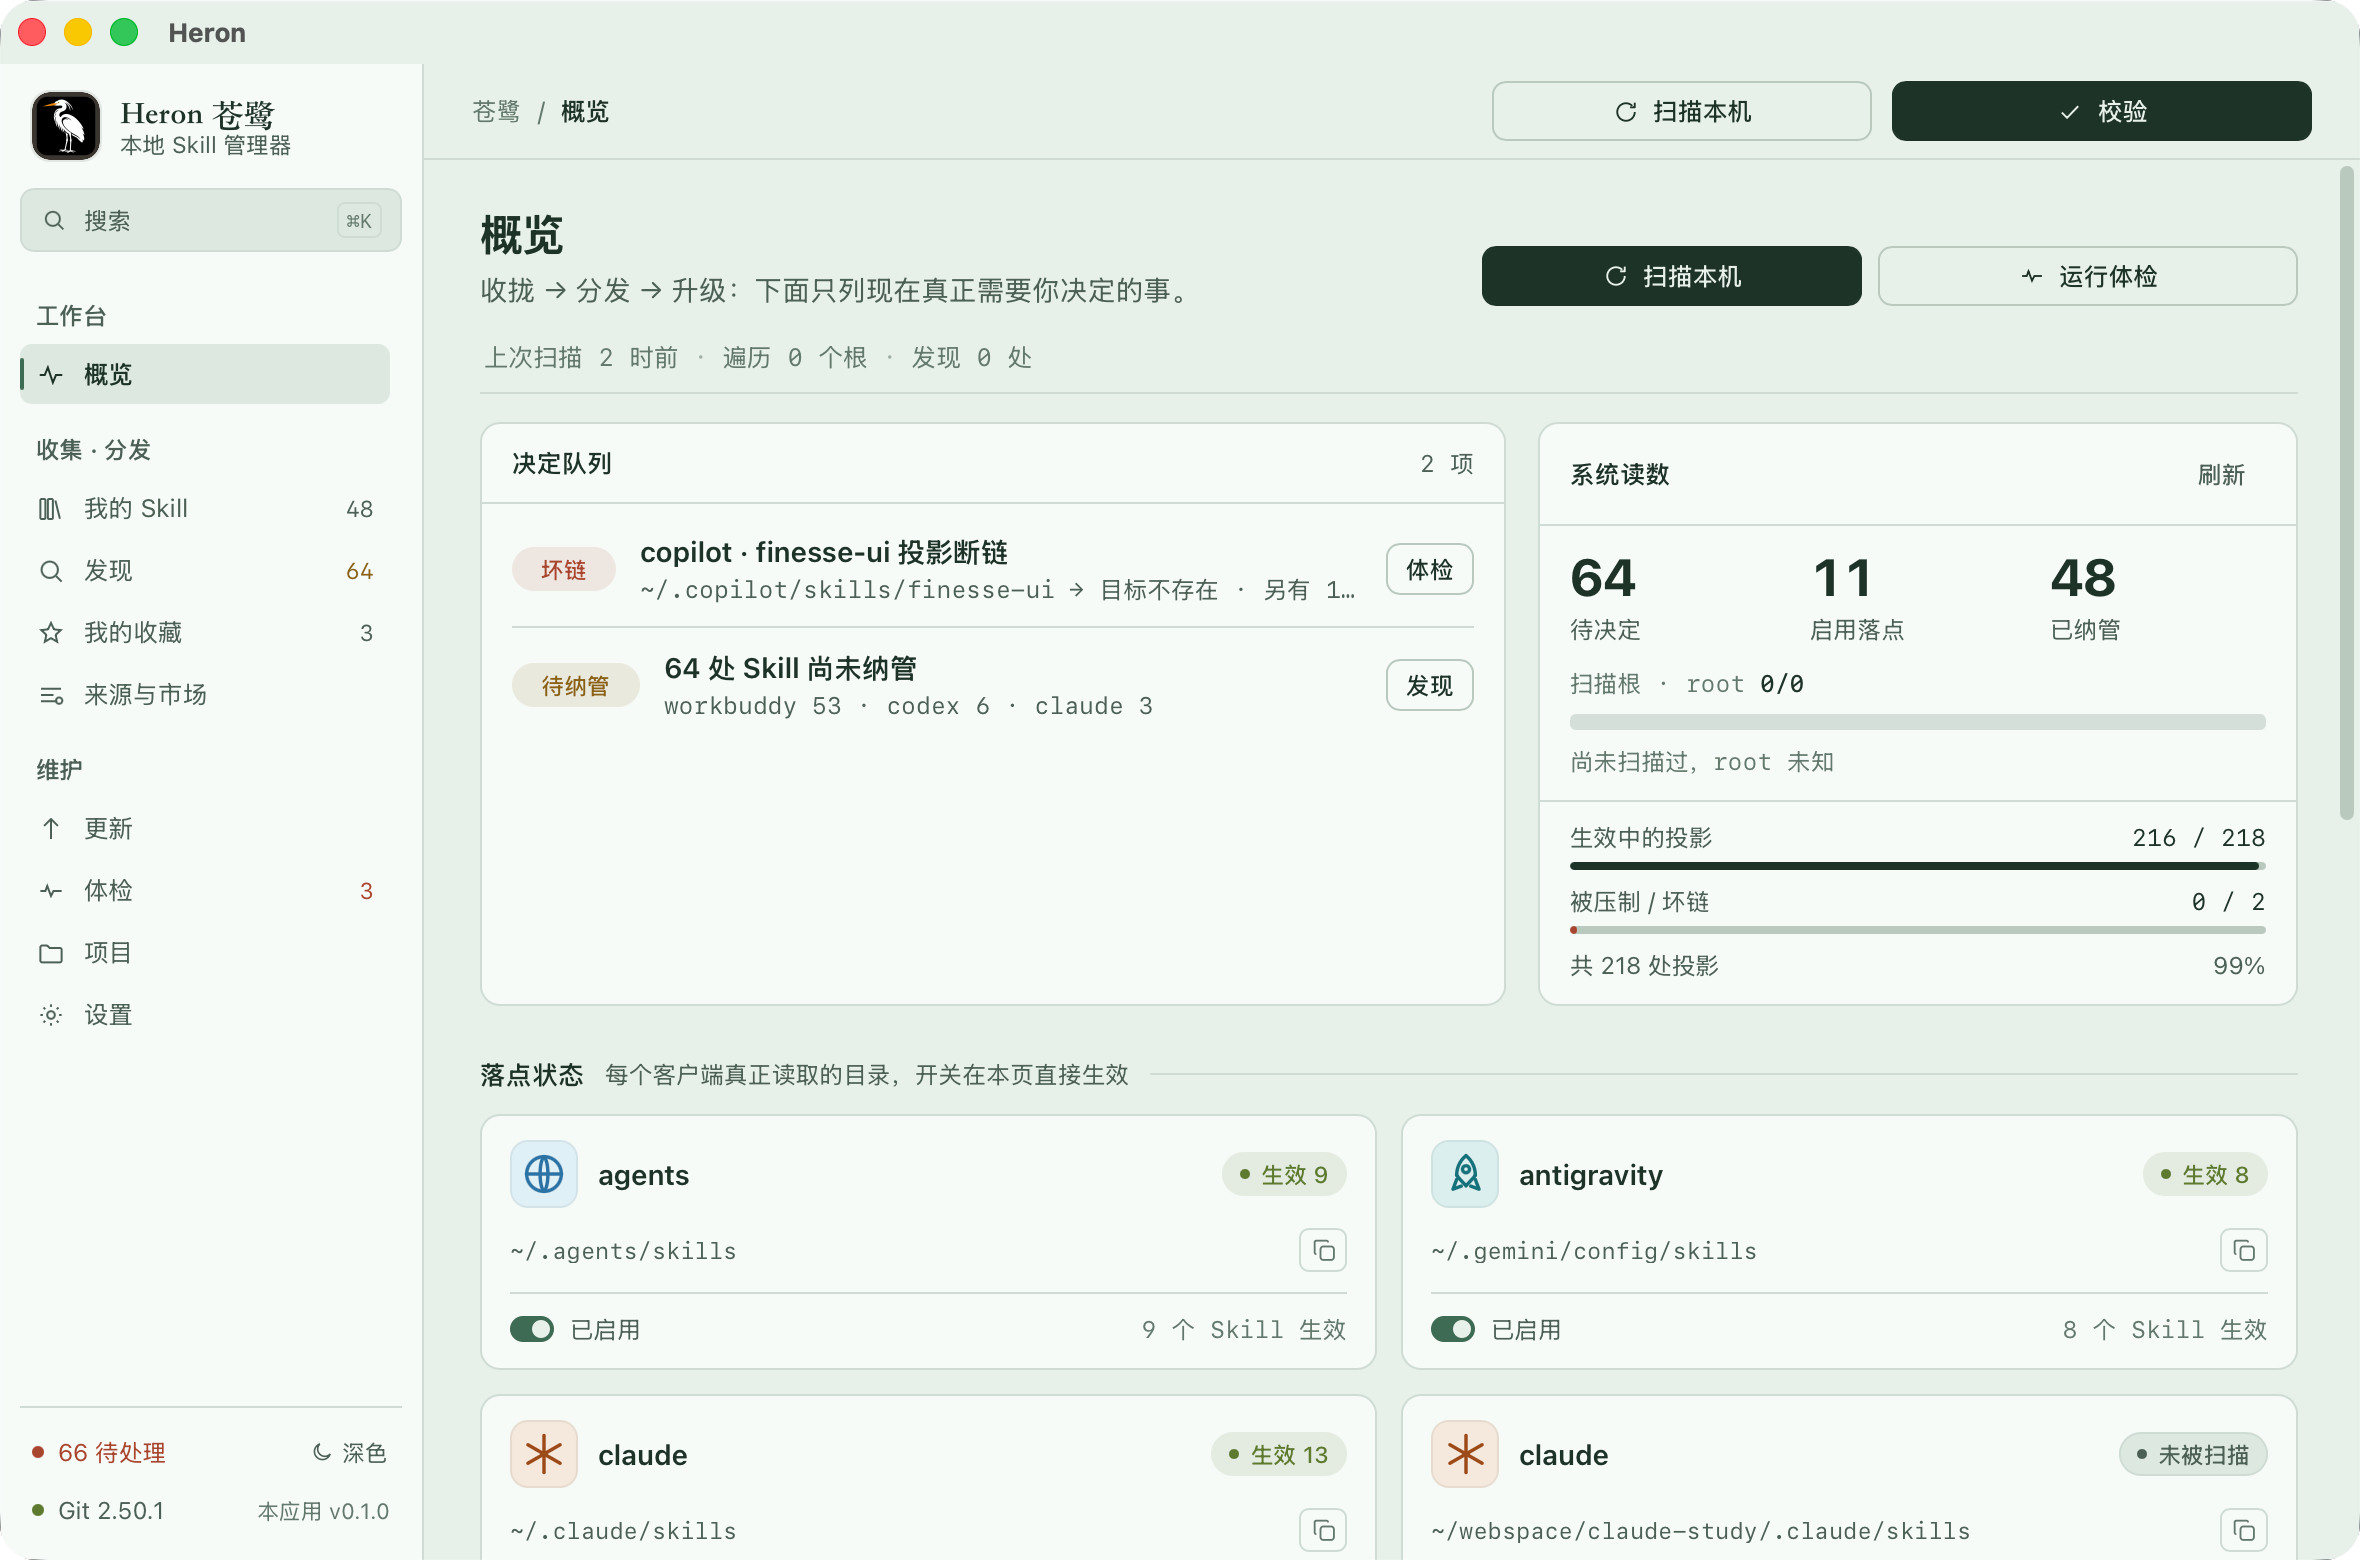 Heron
Heron 苍鹭
本地 Skill 管理器
搜索 ⌘K
工作台
概览
收集 · 分发
我的 Skill 48
发现 64
我的收藏 3
来源与市场
维护
更新
体检 3
项目
设置
66 待处理 深色
Git 2.50.1 本应用 v0.1.0
苍鹭 / 概览
扫描本机 校验
概览
收拢 → 分发 → 升级：下面只列现在真正需要你决定的事。
扫描本机 运行体检
上次扫描 2 时前 · 遍历 0 个根 · 发现 0 处
决定队列 2 项
坏链
copilot · finesse-ui 投影断链
~/.copilot/skills/finesse-ui → 目标不存在 · 另有 1…
体检
待纳管
64 处 Skill 尚未纳管
workbuddy 53 · codex 6 · claude 3
发现
系统读数 刷新
64 11 48
待决定 启用落点 已纳管
扫描根 · root 0/0
尚未扫描过，root 未知
生效中的投影 216 / 218
被压制 / 坏链 0 / 2
共 218 处投影 99%
落点状态 每个客户端真正读取的目录，开关在本页直接生效
agents 生效 9
~/.agents/skills
已启用 9 个 Skill 生效
antigravity 生效 8
~/.gemini/config/skills
已启用 8 个 Skill 生效
claude 生效 13
~/.claude/skills
claude 未被扫描
~/webspace/claude-study/.claude/skills